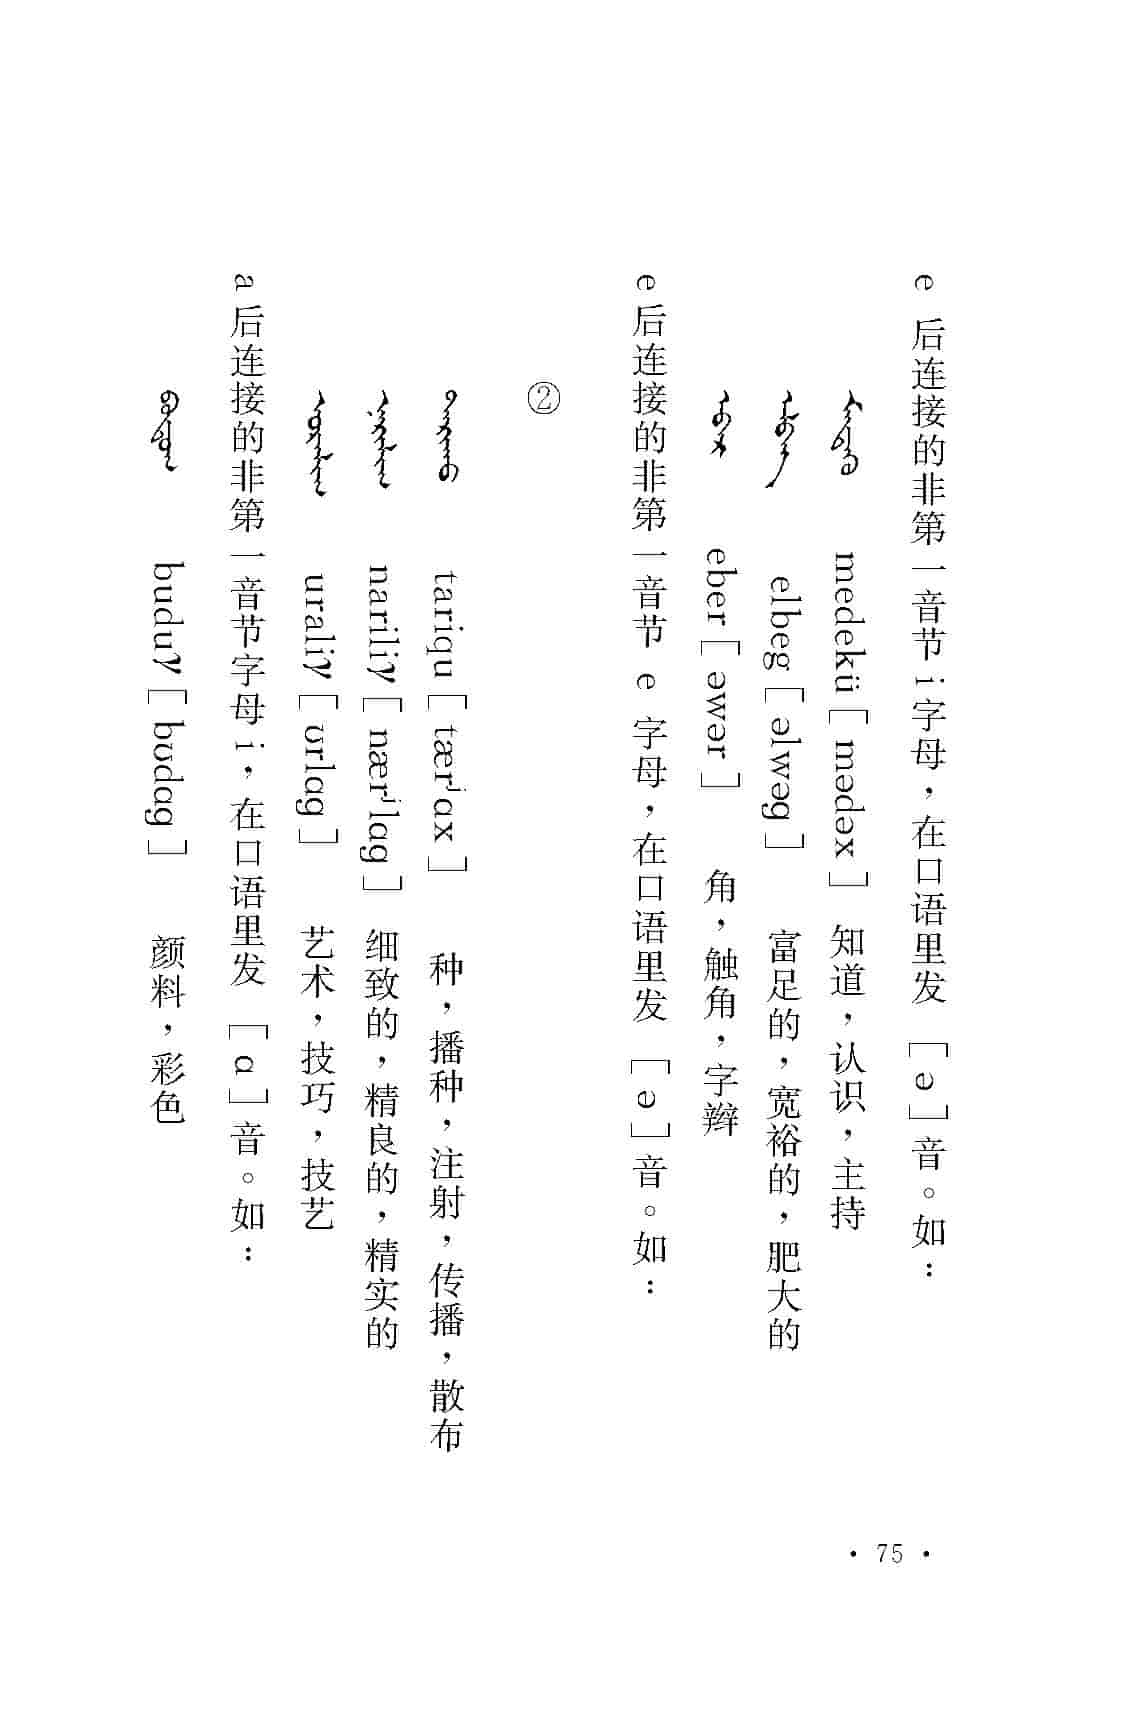 ᠪᠤᠳᠤᠭ buduγ［bʊdɑg］ 颜料，彩色
a 后连接的非第一音节字母 i，在口语里发［ɑ］音。如：
ᠤᠷᠠᠯᠢᠭ uraliγ［ʊrlɑg］ 艺术，技巧，技艺
ᠨᠠᠷᠢᠯᠢᠭ nariliγ［nærʲlɑg］ 细致的，精良的，精实的
ᠲᠠᠷᠢᠬᠤ tariqu［tærʲɑx］ 种，播种，注射，传播，散布
②
e 后连接的非第一音节 e 字母，在口语里发［ə］音。如：
ᠡᠪᠡᠷ eber［əwər］ 角，触角，字辫
ᠡᠯᠪᠡᠭ elbeg［əlwəg］ 富足的，宽裕的，肥大的
ᠮᠡᠳᠡᠬᠦ medekü［mədəx］ 知道，认识，主持
e 后连接的非第一音节 i 字母，在口语里发［ə］音。如：
· 75 ·